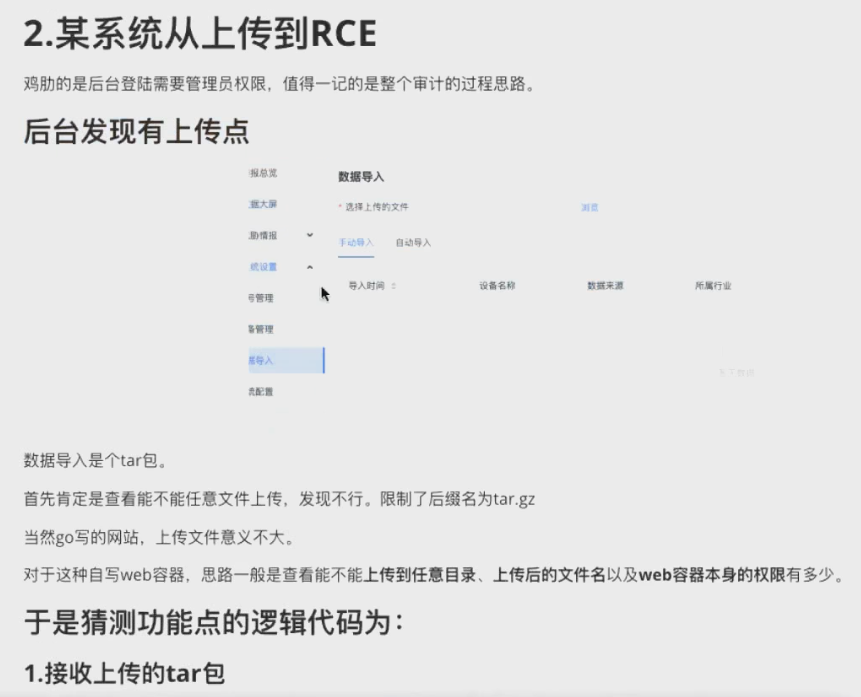 2.某系统从上传到RCE
鸡肋的是后台登陆需要管理员权限，值得一记的是整个审计的过程思路。
后台发现有上传点
报总览
数据导入
据大屏
* 选择上传的文件
浏览
情报
手动导入
自动导入
统设置
导入时间
设备名称
数据来源
所属行业
号管理
备管理
据导入
配置
数据导入是个tar包。
首先肯定是查看能不能任意文件上传，发现不行。限制了后缀名为tar.gz
当然go写的网站，上传文件意义不大。
对于这种自写web容器，思路一般是查看能不能上传到任意目录、上传后的文件名以及web容器本身的权限有多少。
于是猜测功能点的逻辑代码为：
1.接收上传的tar包